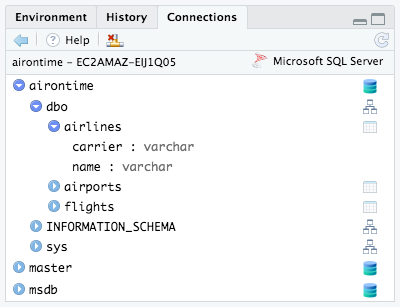 Environment History Connections
Help
airontime - EC2AMAZ-EIJ1Q05 Microsoft SQL Server
airontime
dbo
airlines
carrier : varchar
name : varchar
airports
flights
INFORMATION_SCHEMA
sys
master
msdb